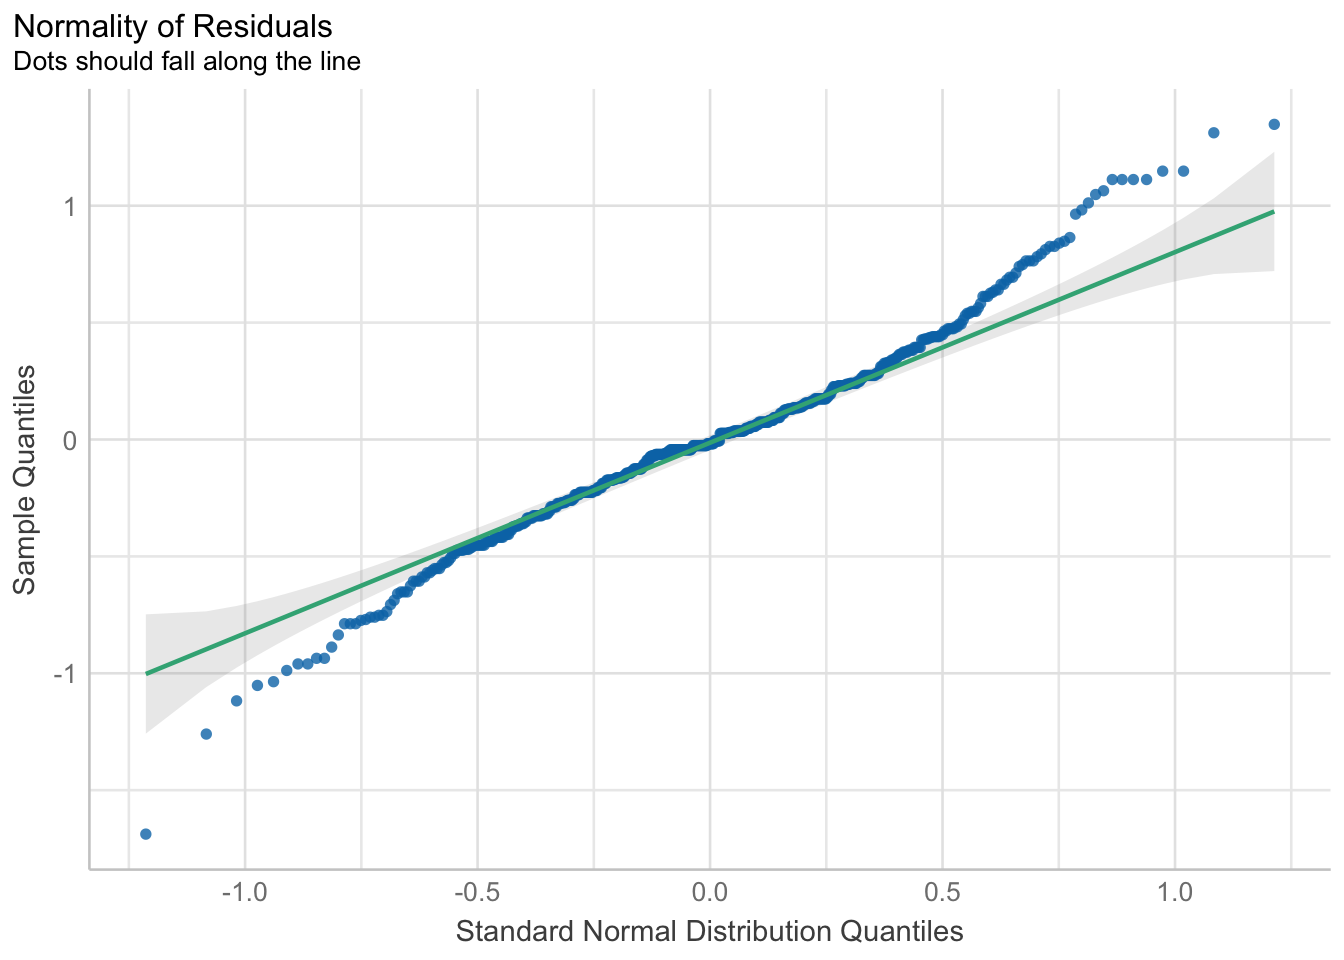 Normality of Residuals
Dots should fall along the line
1
0
-1
Sample Quantiles
-1.0
-0.5
0.0
0.5
1.0
Standard Normal Distribution Quantiles